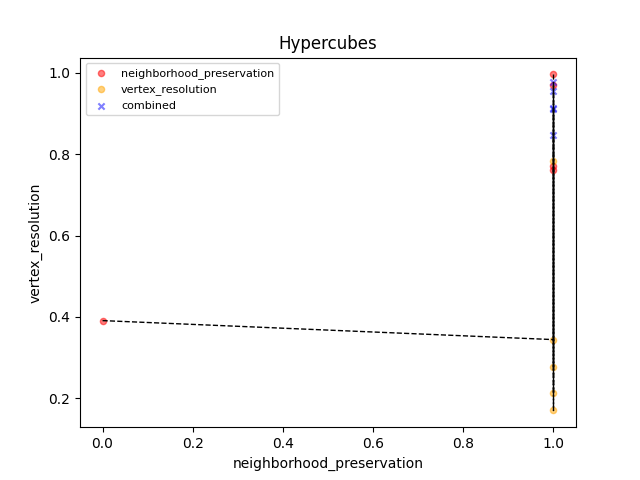 Hypercubes
neighborhood_preservation
vertex_resolution
combined
1.0
0.8
0.6
0.4
0.2
vertex_resolution
0.0 0.2 0.4 0.6 0.8 1.0
neighborhood_preservation